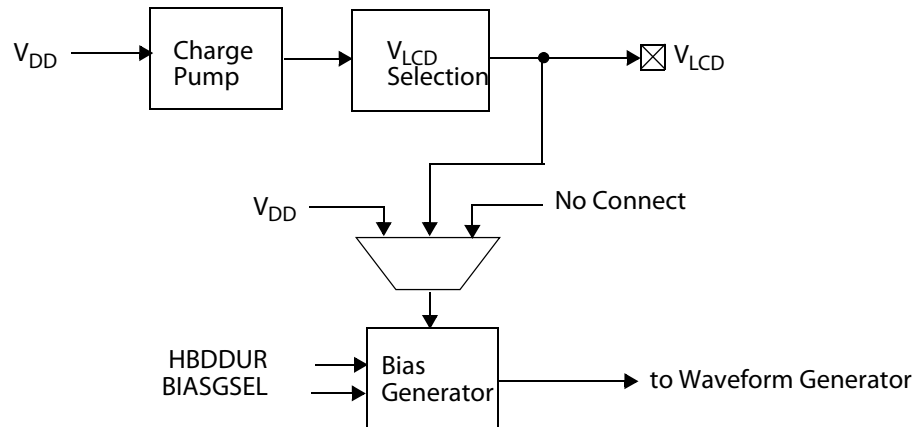 V_DD
Charge
Pump
V_LCD
Selection
V_LCD
V_DD
No Connect
HBDDUR
BIASGSEL
Bias
Generator
to Waveform Generator